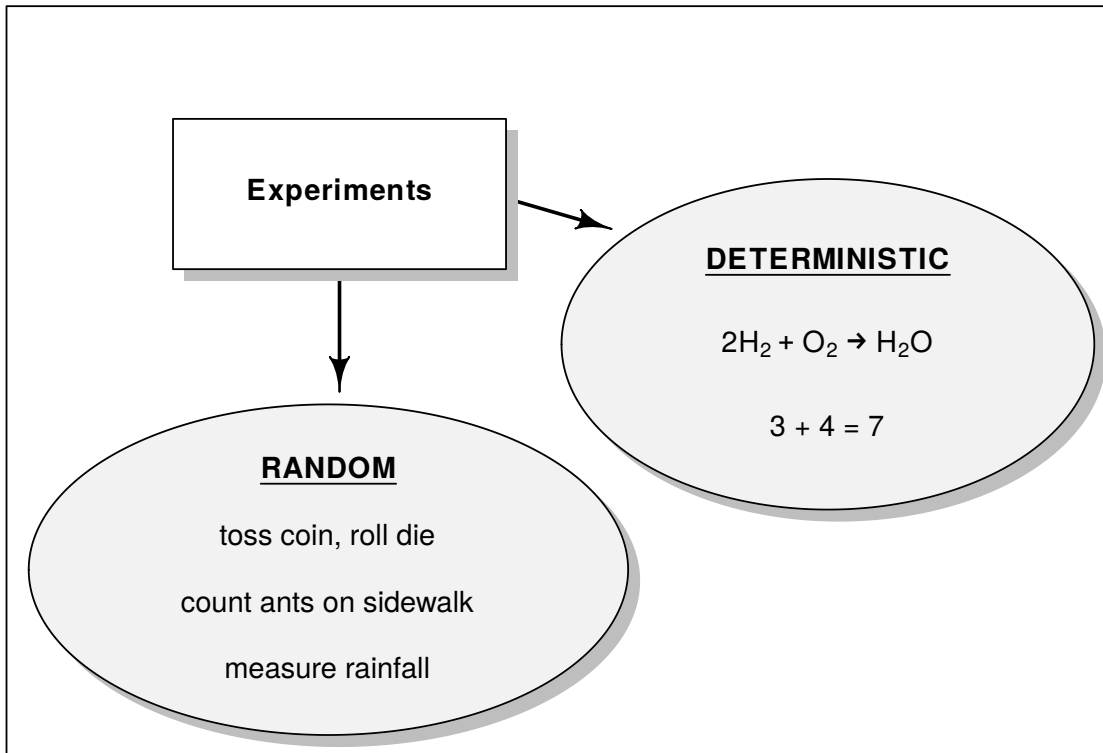 Experiments
DETERMINISTIC
2H₂ + O₂ → H₂O
3 + 4 = 7
RANDOM
toss coin, roll die
count ants on sidewalk
measure rainfall